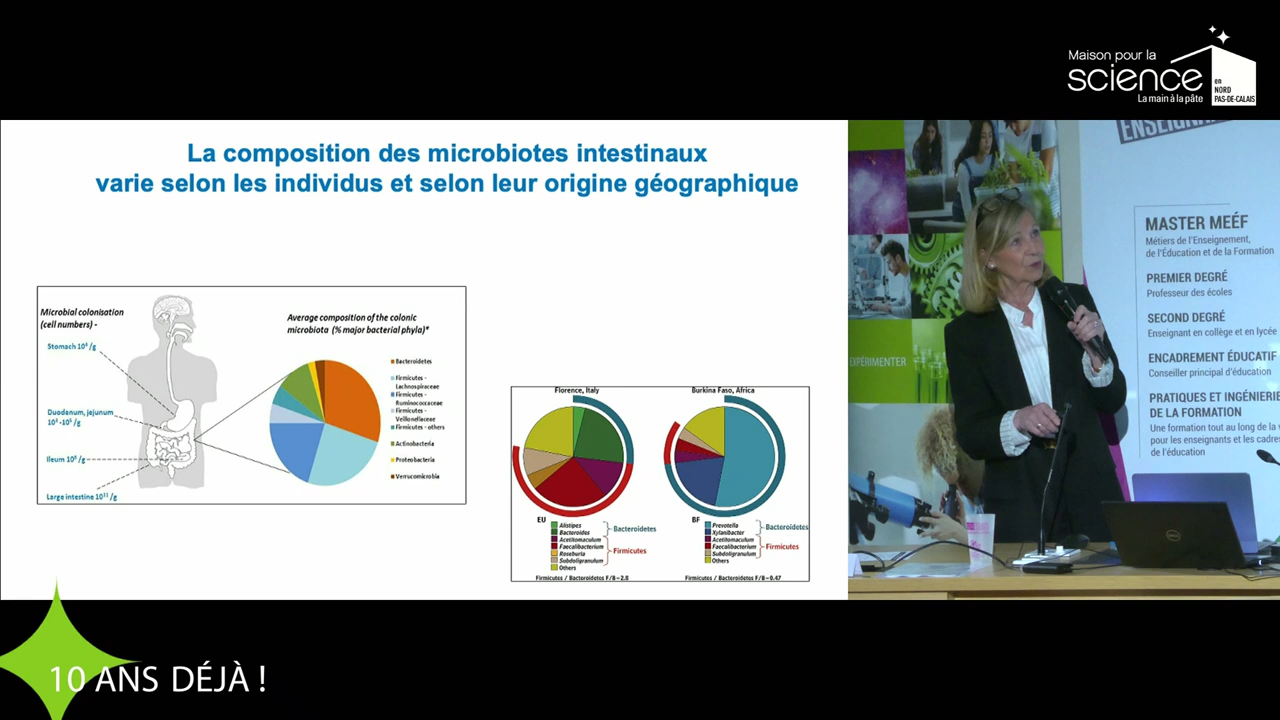 Maison pour la
science
La main à la pâte
en
NORD
PAS-DE-CALAIS
La composition des microbiotes intestinaux
varie selon les individus et selon leur origine géographique
Microbial colonisation
(cell numbers) -
Stomach 10⁴ /g
Duodenum, jejunum
10³ -10⁵ /g
Ileum 10⁸ /g
Large intestine 10¹¹ /g
Average composition of the colonic
microbiota (% major bacterial phyla)*
Bacteroidetes
Firmicutes -
Lachnospiraceae
Firmicutes -
Ruminococcaceae
Firmicutes -
Veillonellaceae
Firmicutes - others
Actinobacteria
Proteobacteria
Verrucomicrobia
Florence, Italy
EU
Alistipes
Bacteroides
Acetitomaculum
Faecalibacterium
Roseburia
Subdoligranulum
Others
Bacteroidetes
Firmicutes
Firmicutes / Bacteroidetes F/B~2.8
Burkina Faso, Africa
BF
Prevotella
Xylanibacter
Acetitomaculum
Faecalibacterium
Subdoligranulum
Others
Bacteroidetes
Firmicutes
Firmicutes / Bacteroidetes F/B~0.47
EXPÉRIMENTER
MASTER MEÉF
Métiers de l'Enseignement,
de l'Éducation et de la Formation
PREMIER DEGRÉ
Professeur des écoles
SECOND DEGRÉ
Enseignant en collège et en lycée
ENCADREMENT ÉDUCATIF
Conseiller principal d'éducation
PRATIQUES ET INGÉNIERIE
DE LA FORMATION
Une formation tout au long de la
pour les enseignants et les cadres
de l'éducation
DELL
10 ANS DÉJÀ !